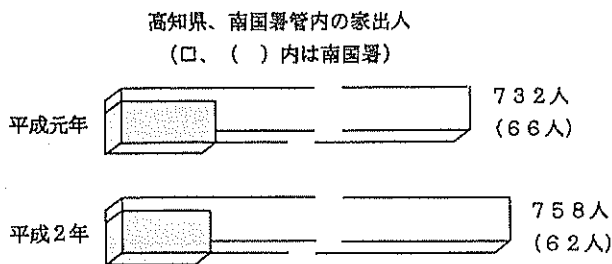 高知県、南国署管内の家出人
(□、( )内は南国署)
平成元年
732人
(66人)
平成2年
758人
(62人)